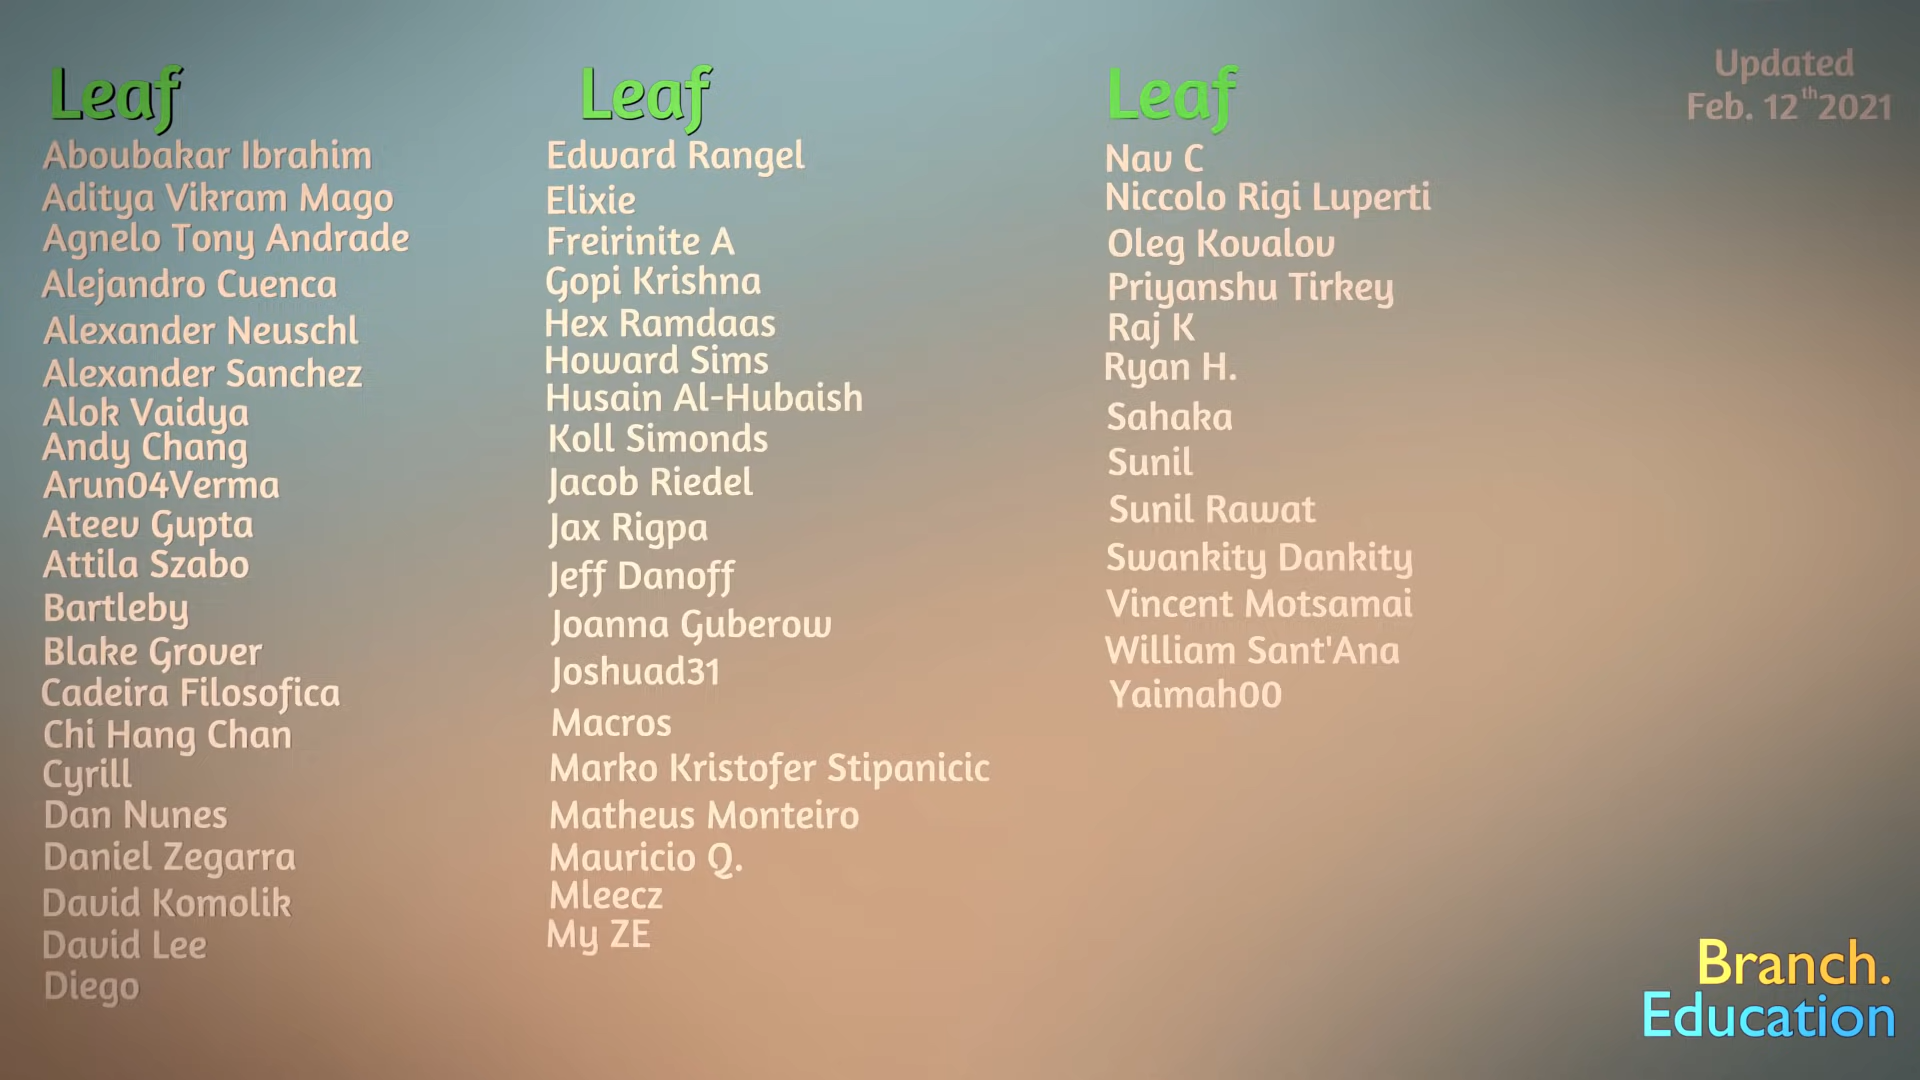 Leaf
Aboubakar Ibrahim
Aditya Vikram Mago
Agnelo Tony Andrade
Alejandro Cuenca
Alexander Neuschl
Alexander Sanchez
Alok Vaidya
Andy Chang
Arun04Verma
Ateev Gupta
Attila Szabo
Bartleby
Blake Grover
Cadeira Filosofica
Chi Hang Chan
Cyrill
Dan Nunes
Daniel Zegarra
David Komolik
David Lee
Diego
Leaf
Edward Rangel
Elixie
Freirinite A
Gopi Krishna
Hex Ramdaas
Howard Sims
Husain Al-Hubaish
Koll Simonds
Jacob Riedel
Jax Rigpa
Jeff Danoff
Joanna Guberow
Joshuad31
Macros
Marko Kristofer Stipanicic
Matheus Monteiro
Mauricio Q.
Mleecz
My ZE
Leaf
Nav C
Niccolo Rigi Luperti
Oleg Kovalov
Priyanshu Tirkey
Raj K
Ryan H.
Sahaka
Sunil
Sunil Rawat
Swankity Dankity
Vincent Motsamai
William Sant'Ana
Yaimah00
Updated
Feb. 12th 2021
Branch.
Education